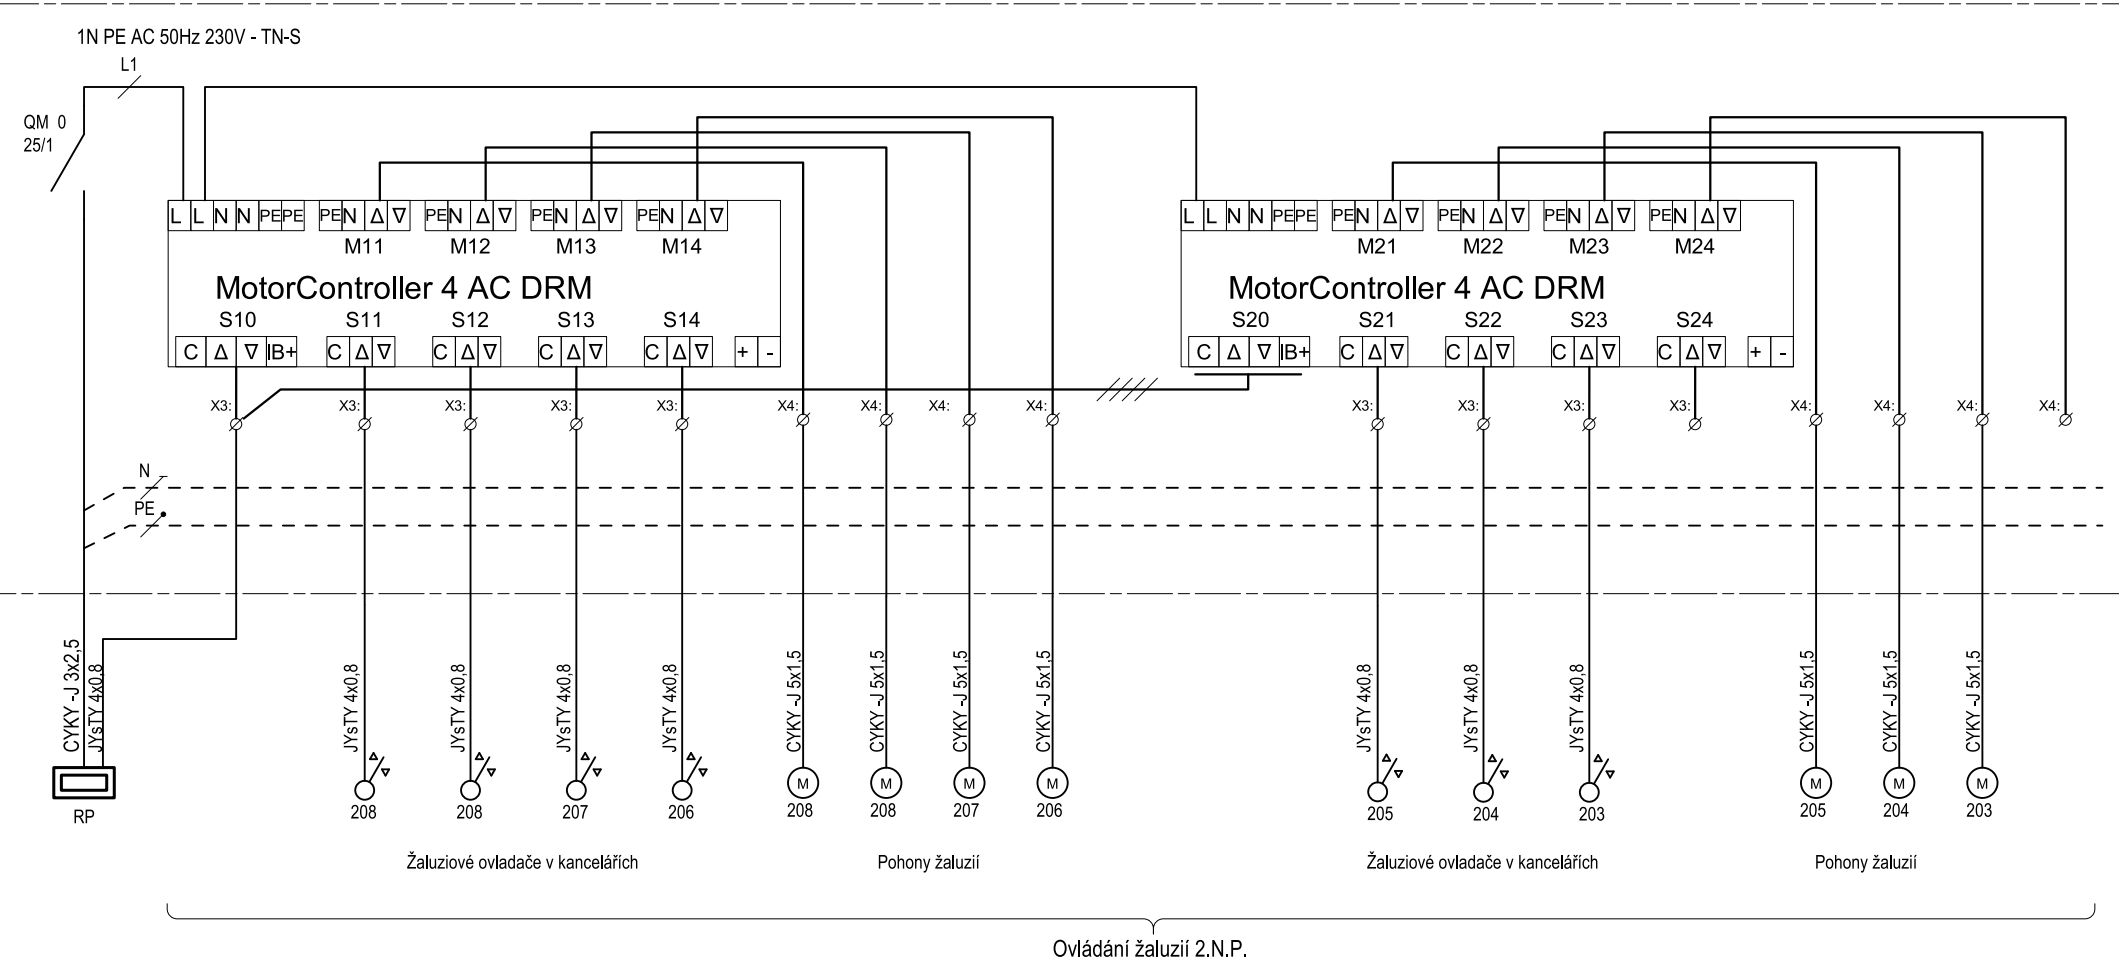 1N PE AC 50Hz 230V - TN-S
L1
QM 0
25/1
L L N N PE PE PE N Δ ∇ PE N Δ ∇ PE N Δ ∇ PE N Δ ∇
M11 M12 M13 M14
MotorController 4 AC DRM
S10 S11 S12 S13 S14
C Δ ∇ IB+ C Δ ∇ C Δ ∇ C Δ ∇ C Δ ∇ + -
L L N N PE PE PE N Δ ∇ PE N Δ ∇ PE N Δ ∇ PE N Δ ∇
M21 M22 M23 M24
MotorController 4 AC DRM
S20 S21 S22 S23 S24
C Δ ∇ IB+ C Δ ∇ C Δ ∇ C Δ ∇ C Δ ∇ + -
X3: X3: X3: X3: X3: X4: X4: X4: X4: X3: X3: X3: X3: X4: X4: X4: X4:
N
PE
CYKY -J 3x2,5
JYsTY 4x0,8
JYsTY 4x0,8
JYsTY 4x0,8
JYsTY 4x0,8
JYsTY 4x0,8
CYKY -J 5x1,5
CYKY -J 5x1,5
CYKY -J 5x1,5
CYKY -J 5x1,5
JYsTY 4x0,8
JYsTY 4x0,8
JYsTY 4x0,8
CYKY -J 5x1,5
CYKY -J 5x1,5
CYKY -J 5x1,5
M M M M M M M
RP 208 208 207 206 208 208 207 206 205 204 203 205 204 203
Žaluziové ovladače v kancelářích Pohony žaluzií Žaluziové ovladače v kancelářích Pohony žaluzií
Ovládání žaluzií 2.N.P.